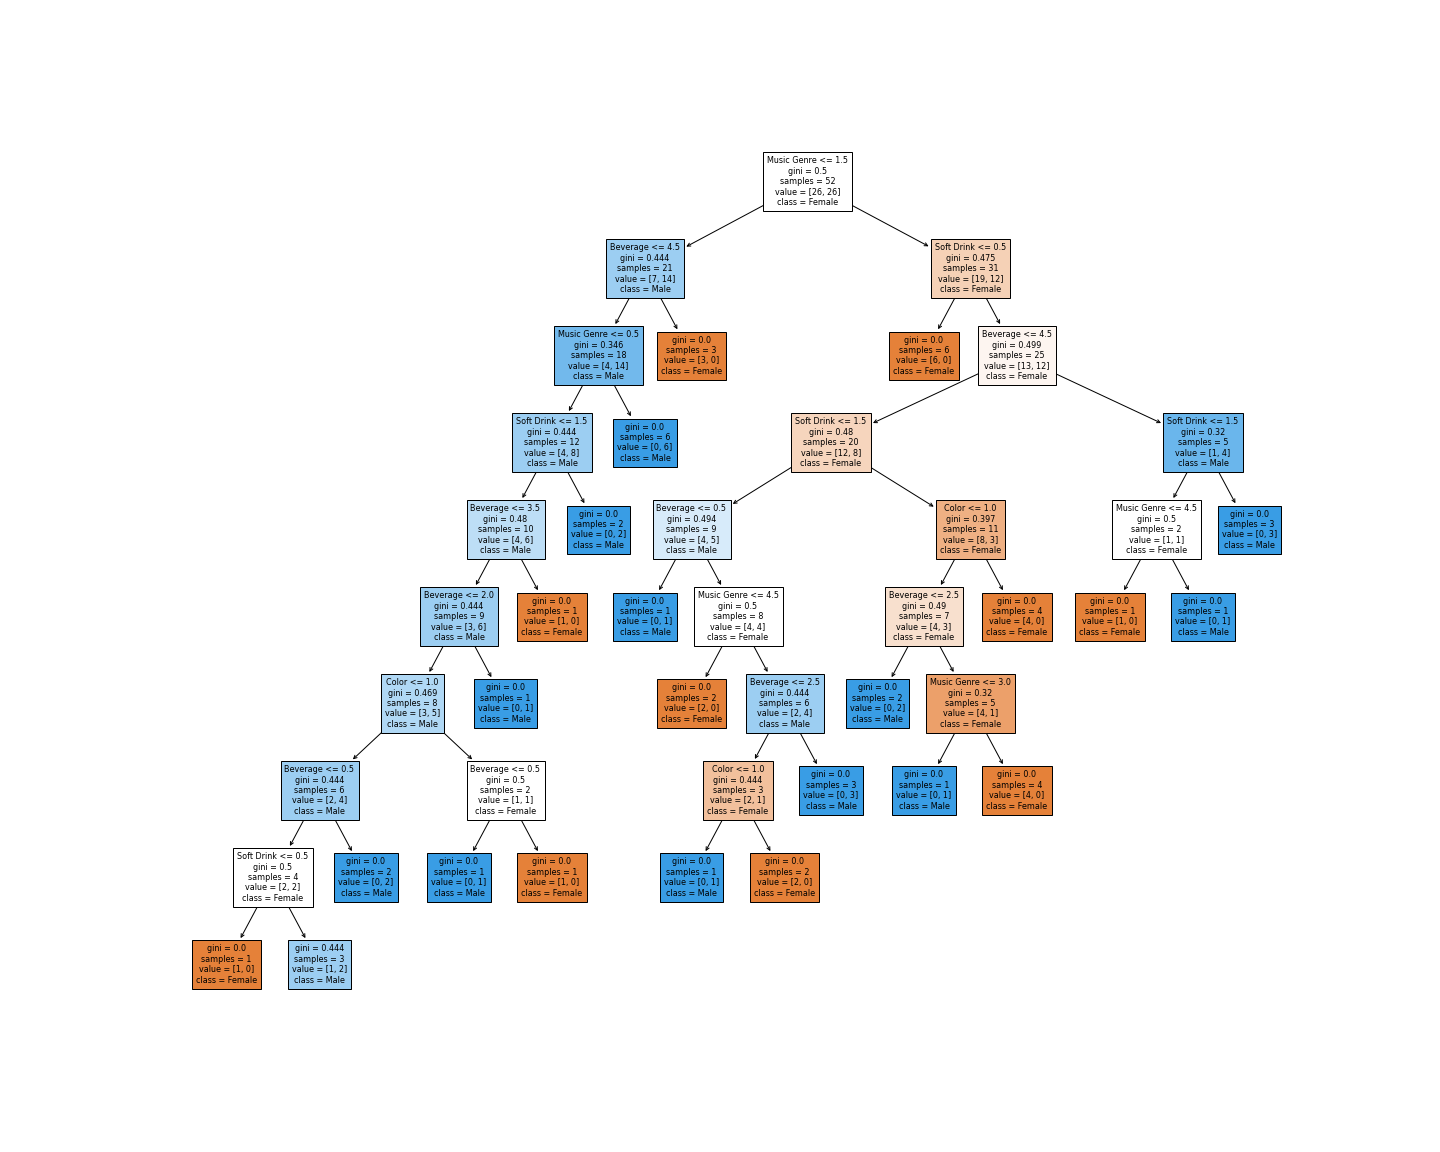 Music Genre <= 1.5
gini = 0.5
samples = 52
value = [26, 26]
class = Female
Beverage <= 4.5
gini = 0.444
samples = 21
value = [7, 14]
class = Male
Soft Drink <= 0.5
gini = 0.475
samples = 31
value = [19, 12]
class = Female
Music Genre <= 0.5
gini = 0.346
samples = 18
value = [4, 14]
class = Male
gini = 0.0
samples = 3
value = [3, 0]
class = Female
gini = 0.0
samples = 6
value = [6, 0]
class = Female
Beverage <= 4.5
gini = 0.499
samples = 25
value = [13, 12]
class = Female
Soft Drink <= 1.5
gini = 0.444
samples = 12
value = [4, 8]
class = Male
gini = 0.0
samples = 6
value = [0, 6]
class = Male
Soft Drink <= 1.5
gini = 0.48
samples = 20
value = [12, 8]
class = Female
Soft Drink <= 1.5
gini = 0.32
samples = 5
value = [1, 4]
class = Male
Beverage <= 3.5
gini = 0.48
samples = 10
value = [4, 6]
class = Male
gini = 0.0
samples = 2
value = [0, 2]
class = Male
Beverage <= 0.5
gini = 0.494
samples = 9
value = [4, 5]
class = Male
Color <= 1.0
gini = 0.397
samples = 11
value = [8, 3]
class = Female
Music Genre <= 4.5
gini = 0.5
samples = 2
value = [1, 1]
class = Female
gini = 0.0
samples = 3
value = [0, 3]
class = Male
Beverage <= 2.0
gini = 0.444
samples = 9
value = [3, 6]
class = Male
gini = 0.0
samples = 1
value = [1, 0]
class = Female
gini = 0.0
samples = 1
value = [0, 1]
class = Male
Music Genre <= 4.5
gini = 0.5
samples = 8
value = [4, 4]
class = Female
Beverage <= 2.5
gini = 0.49
samples = 7
value = [4, 3]
class = Female
gini = 0.0
samples = 4
value = [4, 0]
class = Female
gini = 0.0
samples = 1
value = [1, 0]
class = Female
gini = 0.0
samples = 1
value = [0, 1]
class = Male
Color <= 1.0
gini = 0.469
samples = 8
value = [3, 5]
class = Male
gini = 0.0
samples = 1
value = [0, 1]
class = Male
gini = 0.0
samples = 2
value = [2, 0]
class = Female
Beverage <= 2.5
gini = 0.444
samples = 6
value = [2, 4]
class = Male
gini = 0.0
samples = 2
value = [0, 2]
class = Male
Music Genre <= 3.0
gini = 0.32
samples = 5
value = [4, 1]
class = Female
Beverage <= 0.5
gini = 0.444
samples = 6
value = [2, 4]
class = Male
Beverage <= 0.5
gini = 0.5
samples = 2
value = [1, 1]
class = Female
Color <= 1.0
gini = 0.444
samples = 3
value = [2, 1]
class = Female
gini = 0.0
samples = 3
value = [0, 3]
class = Male
gini = 0.0
samples = 1
value = [0, 1]
class = Male
gini = 0.0
samples = 4
value = [4, 0]
class = Female
Soft Drink <= 0.5
gini = 0.5
samples = 4
value = [2, 2]
class = Female
gini = 0.0
samples = 2
value = [0, 2]
class = Male
gini = 0.0
samples = 1
value = [0, 1]
class = Male
gini = 0.0
samples = 1
value = [1, 0]
class = Female
gini = 0.0
samples = 1
value = [0, 1]
class = Male
gini = 0.0
samples = 2
value = [2, 0]
class = Female
gini = 0.0
samples = 1
value = [1, 0]
class = Female
gini = 0.444
samples = 3
value = [1, 2]
class = Male